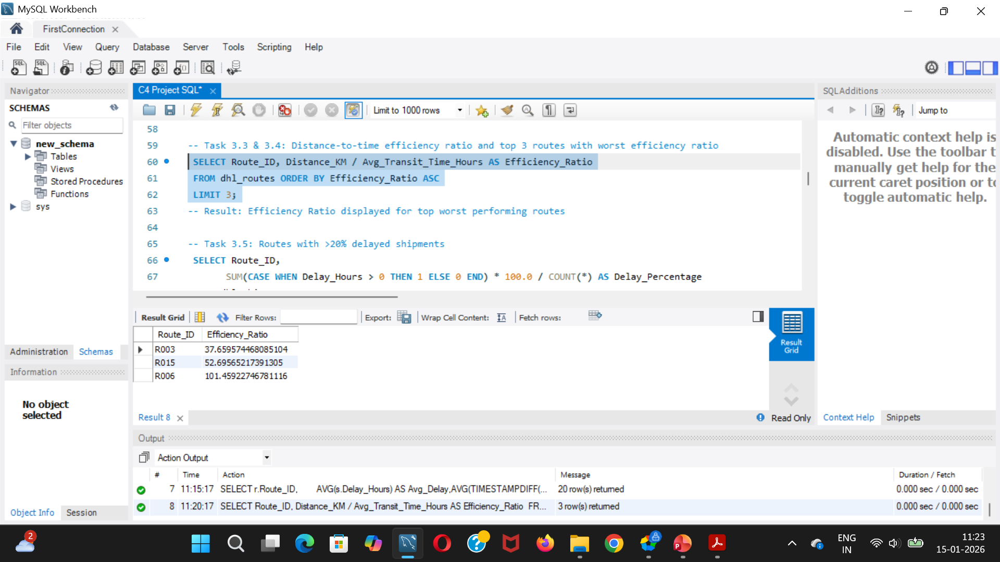 MySQL Workbench
FirstConnection
File Edit View Query Database Server Tools Scripting Help
Navigator
SCHEMAS
Filter objects
new_schema
Tables
Views
Stored Procedures
Functions
sys
Administration Schemas
Information
No object
selected
Object Info Session
C4 Project SQL*
Limit to 1000 rows
58
59 -- Task 3.3 & 3.4: Distance-to-time efficiency ratio and top 3 routes with worst efficiency ratio
60 SELECT Route_ID, Distance_KM / Avg_Transit_Time_Hours AS Efficiency_Ratio
61 FROM dhl_routes ORDER BY Efficiency_Ratio ASC
62 LIMIT 3;
63 -- Result: Efficiency Ratio displayed for top worst performing routes
64
65 -- Task 3.5: Routes with >20% delayed shipments
66 SELECT Route_ID,
67 SUM(CASE WHEN Delay_Hours > 0 THEN 1 ELSE 0 END) * 100.0 / COUNT(*) AS Delay_Percentage
Result Grid Filter Rows: Export: Wrap Cell Content: Fetch rows:
Route_ID Efficiency_Ratio
R003 37.659574468085104
R015 52.69565217391305
R006 101.45922746781116
Result
Grid
Result 8
Read Only
SQLAdditions
Jump to
Automatic context help is
disabled. Use the toolbar t
manually get help for the
current caret position or to
toggle automatic help.
Context Help Snippets
Output
Action Output
# Time Action Message Duration / Fetch
7 11:15:17 SELECT r.Route_ID, AVG(s.Delay_Hours) AS Avg_Delay,AVG(TIMESTAMPDIFF(... 20 row(s) returned 0.000 sec / 0.000 sec
8 11:20:17 SELECT Route_ID, Distance_KM / Avg_Transit_Time_Hours AS Efficiency_Ratio FR... 3 row(s) returned 0.000 sec / 0.000 sec
2
ENG
IN
11:23
15-01-2026